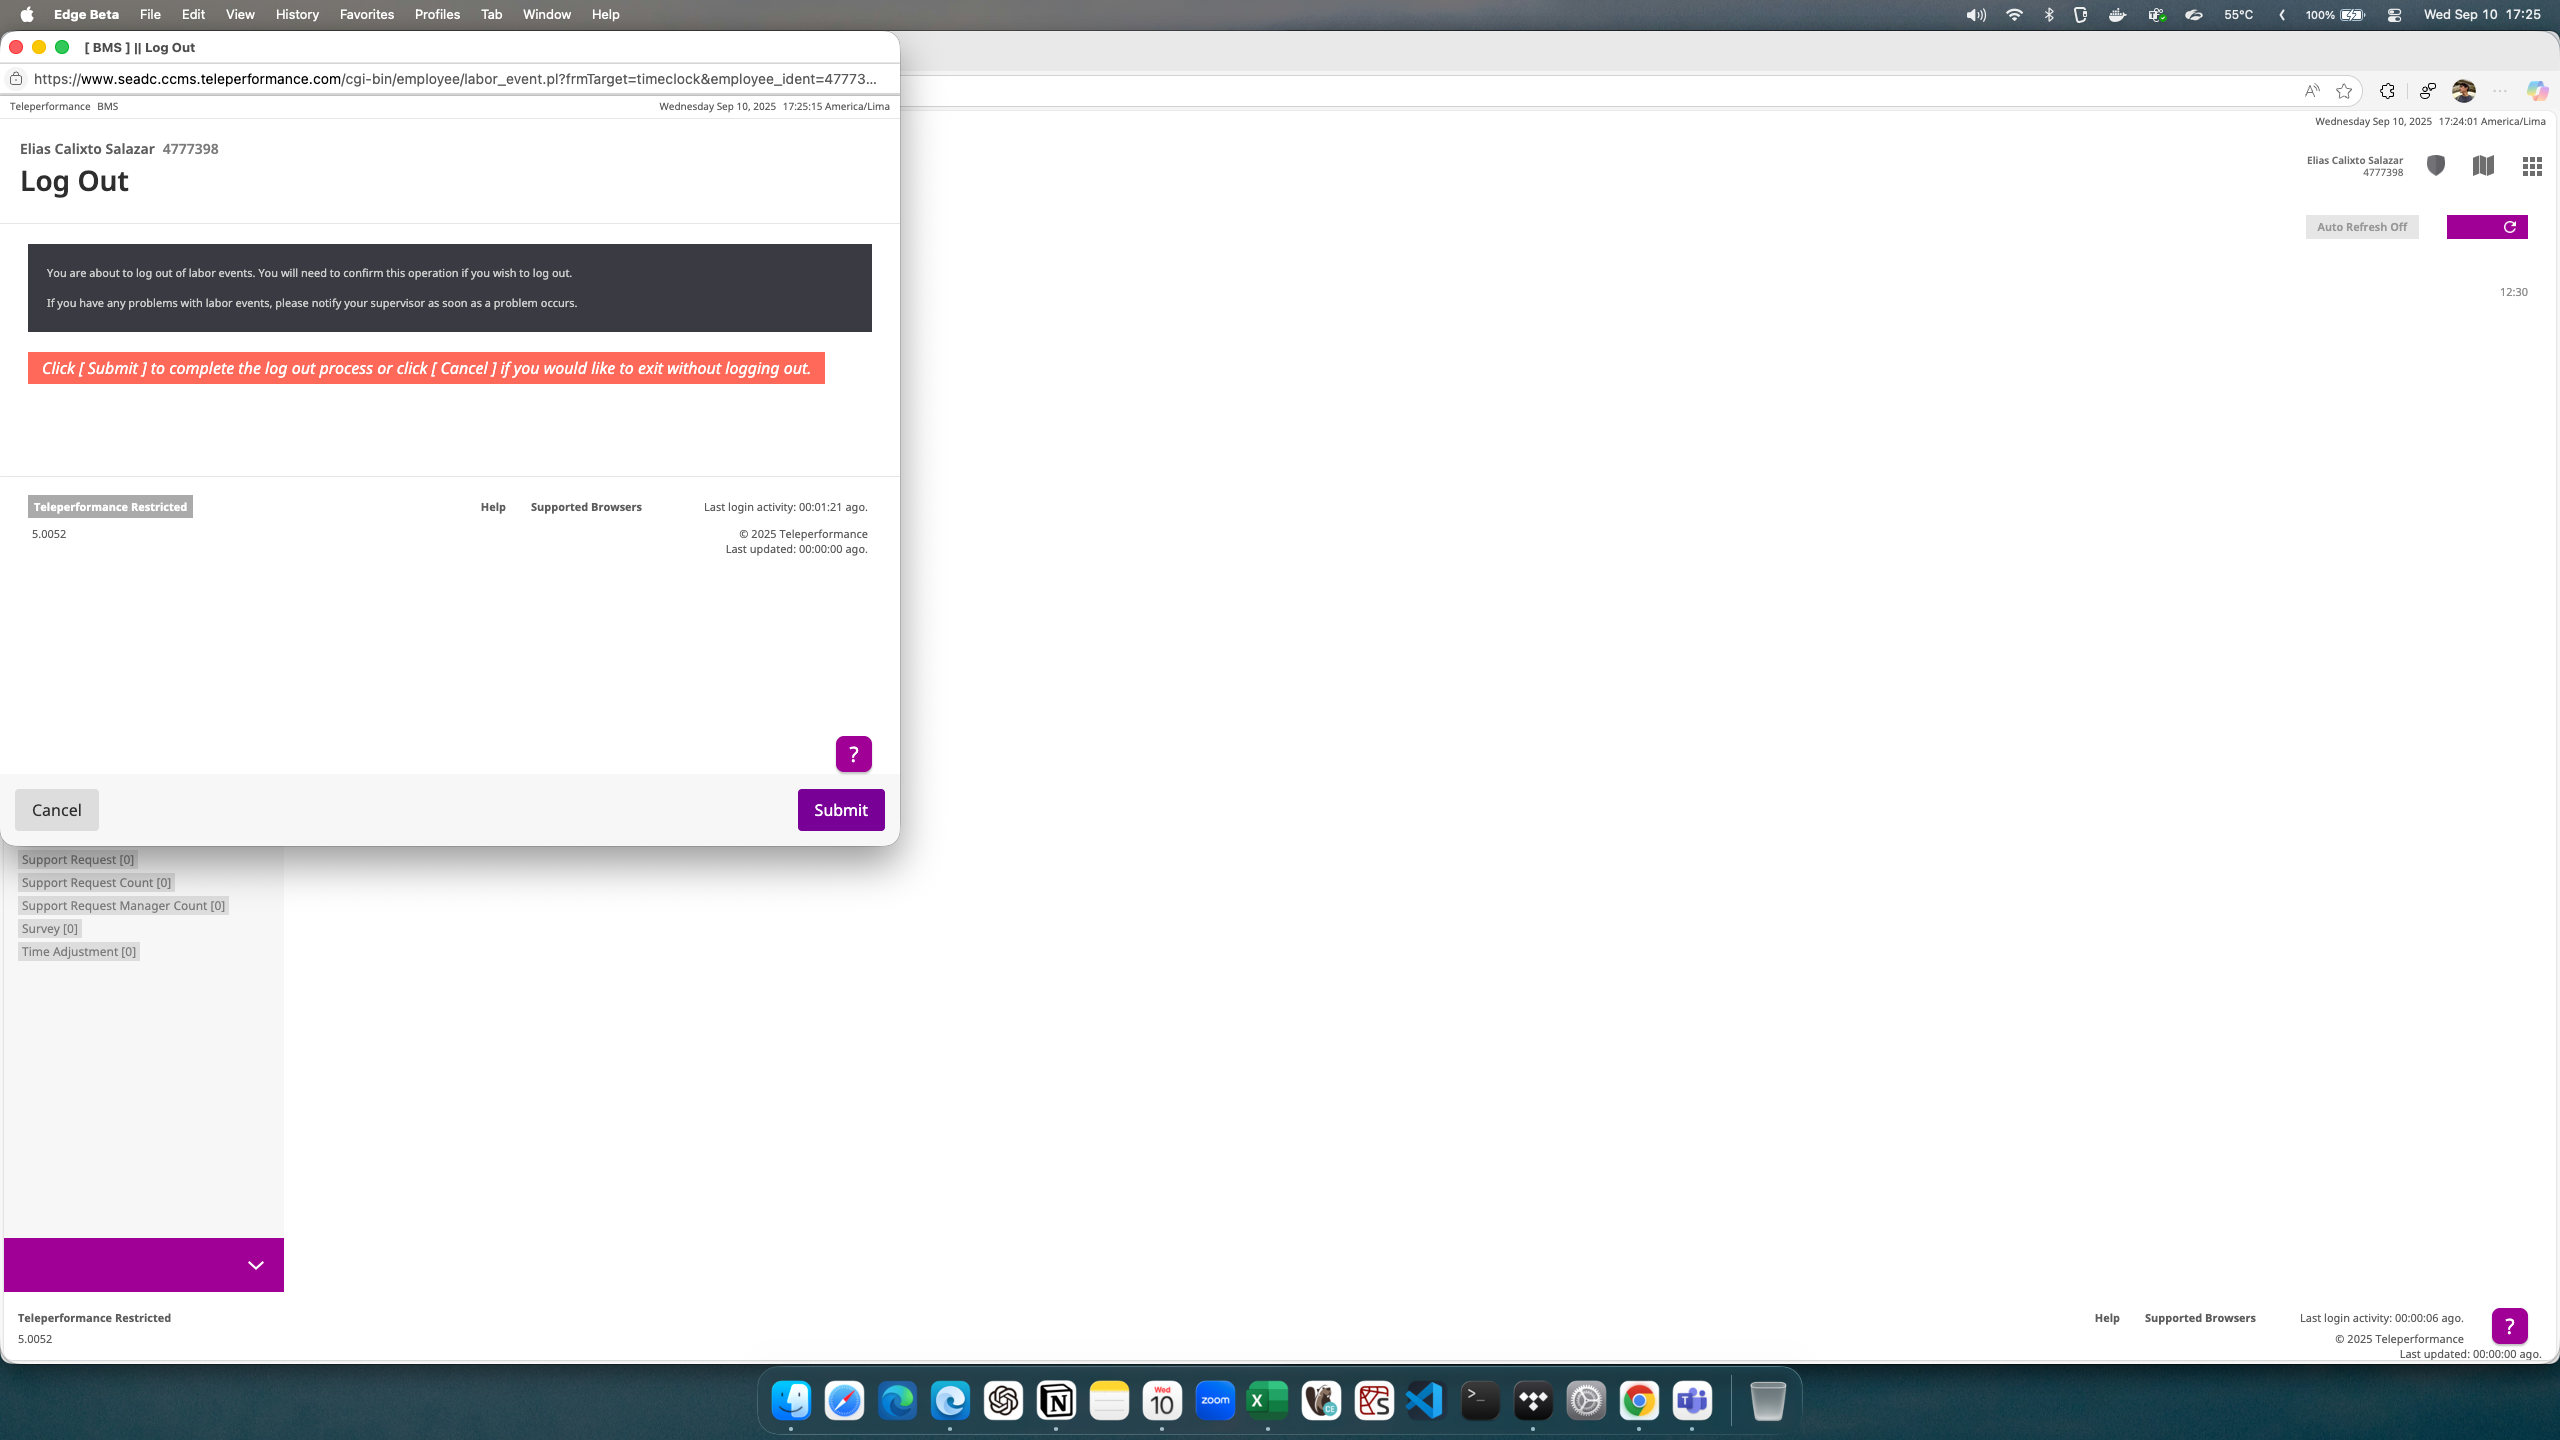 Edge Beta File Edit View History Favorites Profiles Tab Window Help 55°C 100% Wed Sep 10 17:25
[ BMS ] || Log Out
https://www.seadc.ccms.teleperformance.com/cgi-bin/employee/labor_event.pl?frmTarget=timeclock&employee_ident=47773...
Teleperformance BMS Wednesday Sep 10, 2025 17:25:15 America/Lima
Elias Calixto Salazar 4777398
Log Out
You are about to log out of labor events. You will need to confirm this operation if you wish to log out.
If you have any problems with labor events, please notify your supervisor as soon as a problem occurs.
Click [ Submit ] to complete the log out process or click [ Cancel ] if you would like to exit without logging out.
Teleperformance Restricted Help Supported Browsers Last login activity: 00:01:21 ago.
5.0052 © 2025 Teleperformance
Last updated: 00:00:00 ago.
?
Cancel Submit
Wednesday Sep 10, 2025 17:24:01 America/Lima
Elias Calixto Salazar
4777398
Auto Refresh Off
12:30
Support Request [0]
Support Request Count [0]
Support Request Manager Count [0]
Survey [0]
Time Adjustment [0]
Teleperformance Restricted Help Supported Browsers Last login activity: 00:00:06 ago.
?
5.0052 © 2025 Teleperformance
Last updated: 00:00:00 ago.
Wed
10
zoom